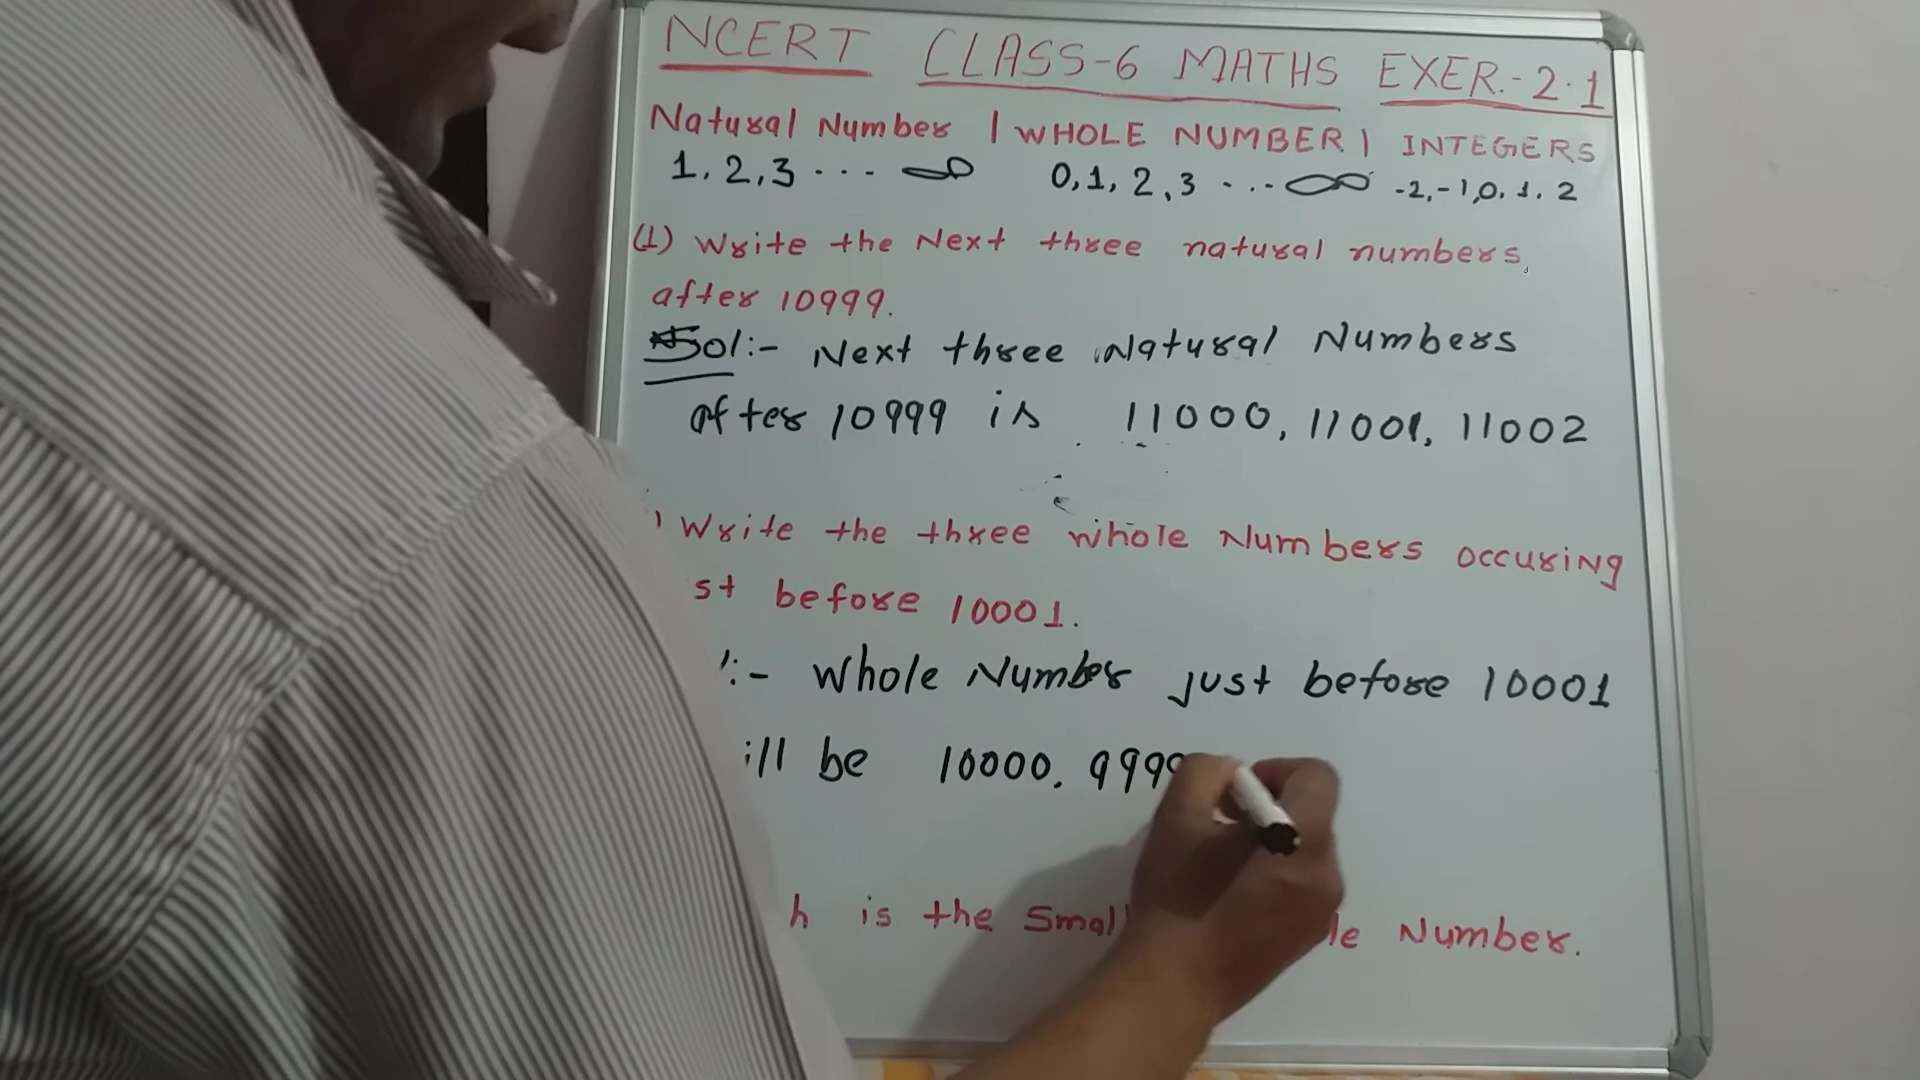 NCERT CLASS-6 MATHS EXER.-2.1
Natural Number | WHOLE NUMBER | INTEGERS
1, 2, 3 ... ∞ 0, 1, 2, 3 ... ∞ -2, -1, 0, 1, 2
(1) Write the Next three natural numbers
after 10999.
Sol:- Next three Natural Numbers
after 10999 is 11000, 11001, 11002
Write the three whole Numbers occuring
st before 10001.
:- Whole Number just before 10001
ill be 10000, 999
h is the Smal le Number.